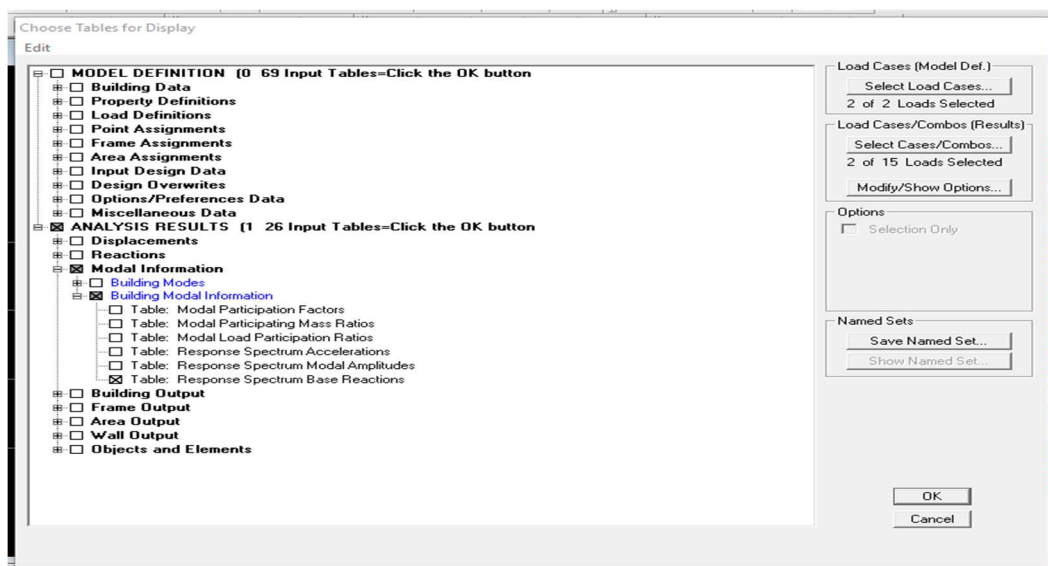 Choose Tables for Display
Edit
MODEL DEFINITION (0 69 Input Tables=Click the OK button
Building Data
Property Definitions
Load Definitions
Point Assignments
Frame Assignments
Area Assignments
Input Design Data
Design Overwrites
Options/Preferences Data
Miscellaneous Data
ANALYSIS RESULTS (1 26 Input Tables=Click the OK button
Displacements
Reactions
Modal Information
Building Modes
Building Modal Information
Table: Modal Participation Factors
Table: Modal Participating Mass Ratios
Table: Modal Load Participation Ratios
Table: Response Spectrum Accelerations
Table: Response Spectrum Modal Amplitudes
Table: Response Spectrum Base Reactions
Building Output
Frame Output
Area Output
Wall Output
Objects and Elements
Load Cases (Model Def.)
Select Load Cases...
2 of 2 Loads Selected
Load Cases/Combos (Results)
Select Cases/Combos...
2 of 15 Loads Selected
Modify/Show Options...
Options
Selection Only
Named Sets
Save Named Set...
Show Named Set...
OK
Cancel